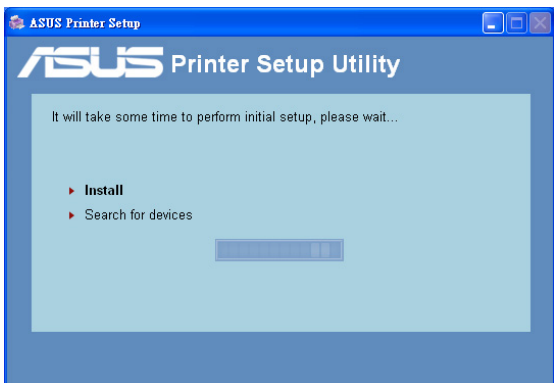 ASUS Printer Setup
ASUS Printer Setup Utility
It will take some time to perform initial setup, please wait...
Install
Search for devices